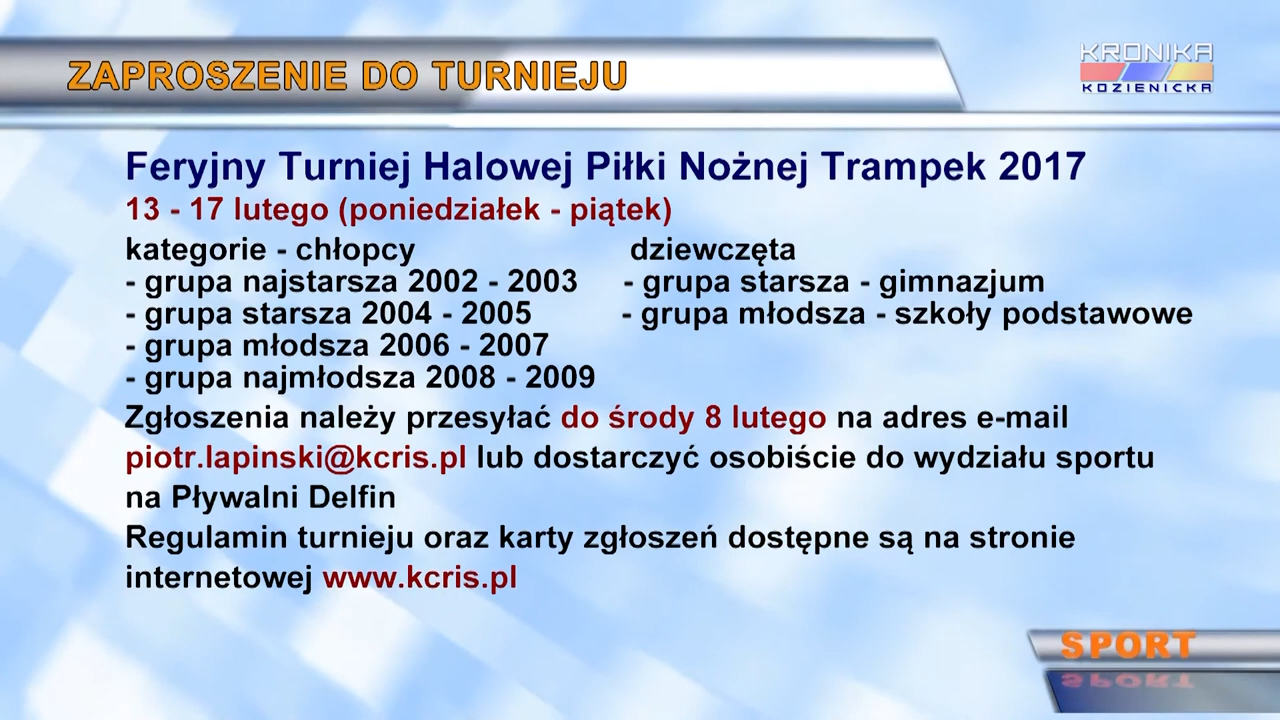 ZAPROSZENIE DO TURNIEJU
KRONIKA
KOZIENICKA
Feryjny Turniej Halowej Piłki Nożnej Trampek 2017
13 - 17 lutego (poniedziałek - piątek)
kategorie - chłopcy dziewczęta
- grupa najstarsza 2002 - 2003 - grupa starsza - gimnazjum
- grupa starsza 2004 - 2005 - grupa młodsza - szkoły podstawowe
- grupa młodsza 2006 - 2007
- grupa najmłodsza 2008 - 2009
Zgłoszenia należy przesyłać do środy 8 lutego na adres e-mail
piotr.lapinski@kcris.pl lub dostarczyć osobiście do wydziału sportu
na Pływalni Delfin
Regulamin turnieju oraz karty zgłoszeń dostępne są na stronie
internetowej www.kcris.pl
SPORT